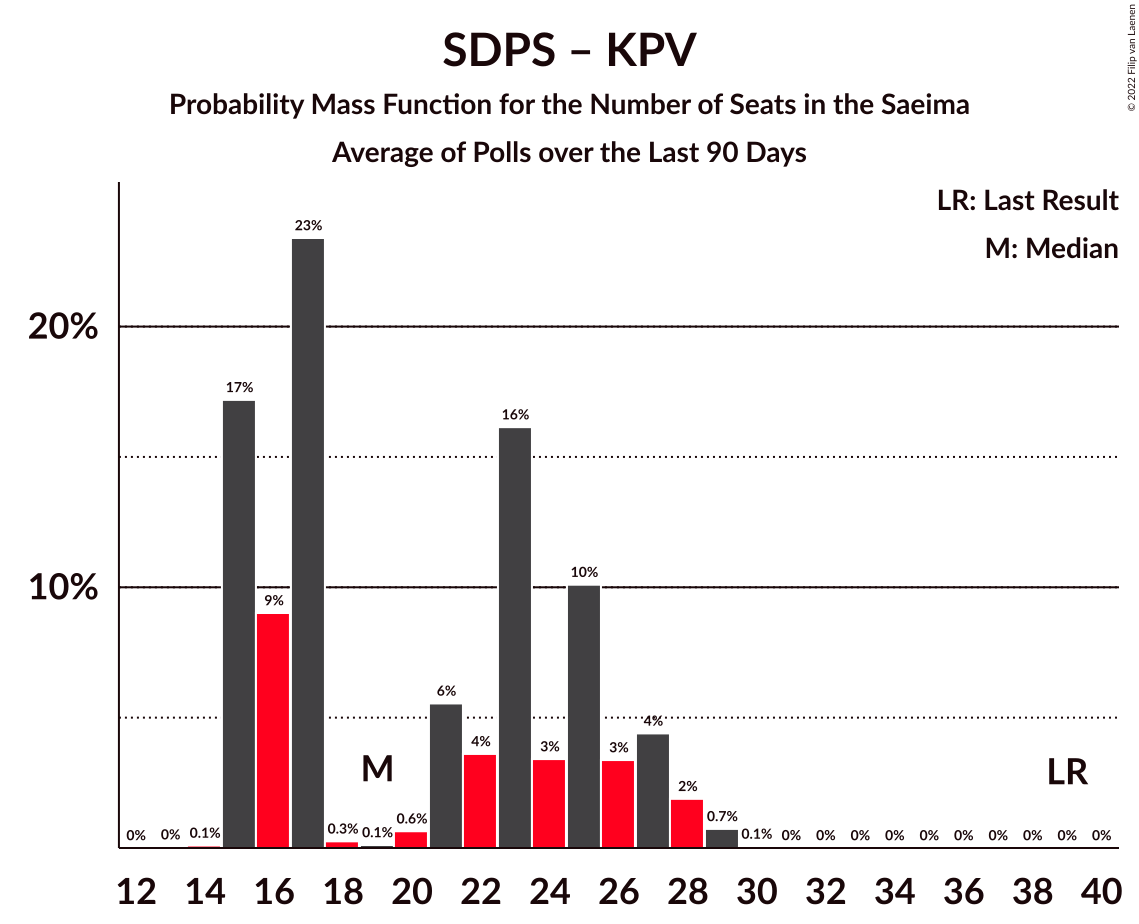 SDPS – KPV
Probability Mass Function for the Number of Seats in the Saeima
Average of Polls over the Last 90 Days
© 2022 Filip van Laenen
LR: Last Result
M: Median
20%
10%
0% 0% 0.1% 17% 9% 23% 0.3% 0.1% 0.6% 6% 4% 16% 3% 10% 3% 4% 2% 0.7% 0.1% 0% 0% 0% 0% 0% 0% 0% 0% 0% 0%
M
LR
12 14 16 18 20 22 24 26 28 30 32 34 36 38 40